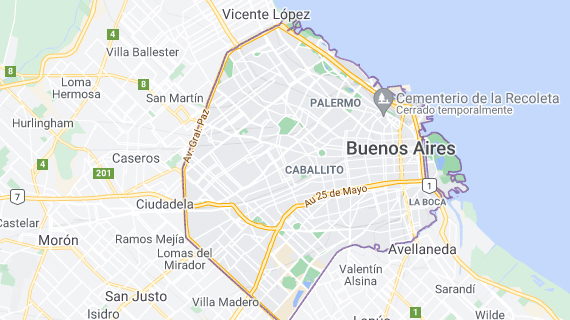 Vicente López
4
Villa Ballester
8
8
Loma
Hermosa
San Martín
PALERMO
Cementerio de la Recoleta
Cerrado temporalmente
Hurlingham
Av. Gral. Paz
Buenos Aires
Caseros
4
201
CABALLITO
7
Au 25 de Mayo
1
Ciudadela
LA BOCA
Castelar
Morón
Ramos Mejía
Lomas del
Mirador
Avellaneda
Valentín
Alsina
Sarandí
San Justo
Villa Madero
Isidro
1
Wilde